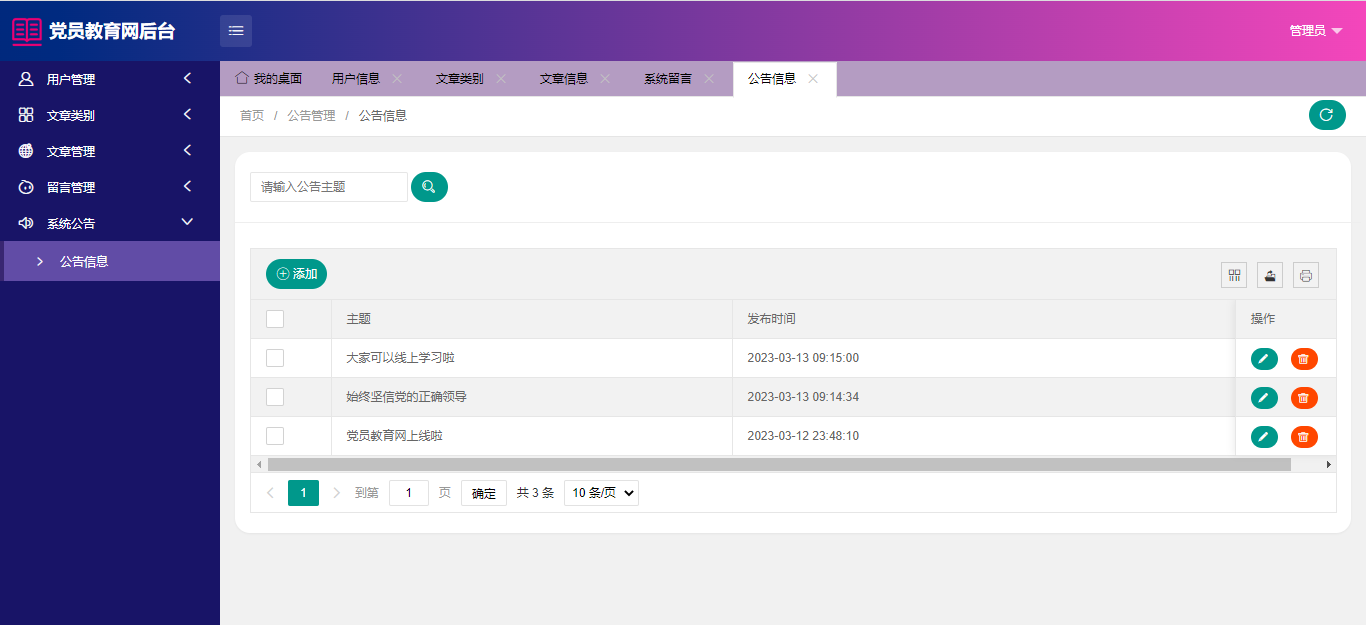 党员教育网后台
管理员
用户管理
文章类别
文章管理
留言管理
系统公告
公告信息
我的桌面 用户信息 文章类别 文章信息 系统留言 公告信息
首页 / 公告管理 / 公告信息
请输入公告主题
添加
主题 发布时间 操作
大家可以线上学习啦 2023-03-13 09:15:00
始终坚信党的正确领导 2023-03-13 09:14:34
党员教育网上线啦 2023-03-12 23:48:10
1 到第 1 页 确定 共 3 条 10 条/页